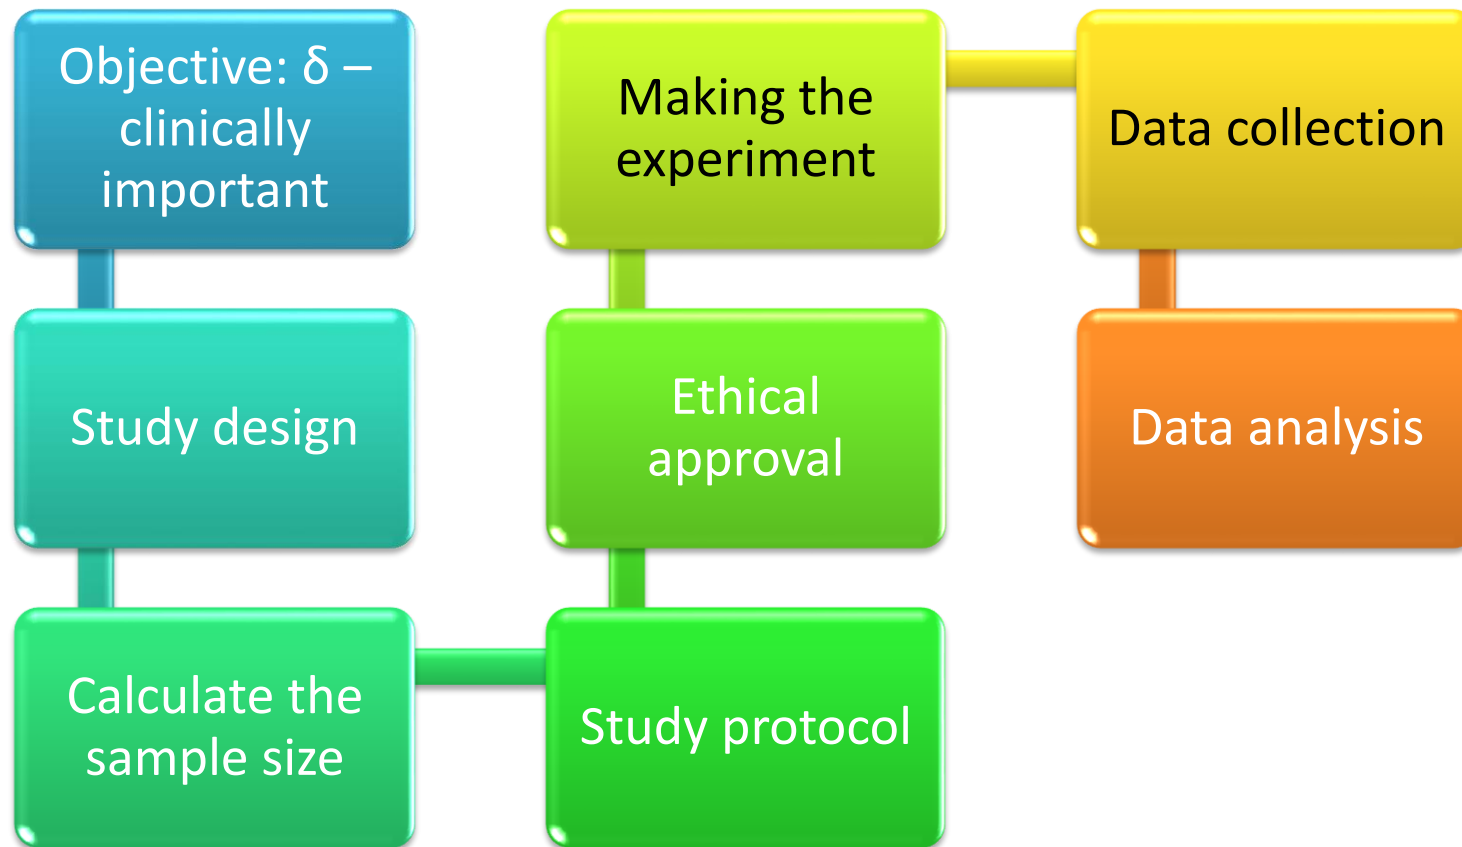 Objective: δ –
clinically
important
Study design
Calculate the
sample size
Study protocol
Ethical
approval
Making the
experiment
Data collection
Data analysis